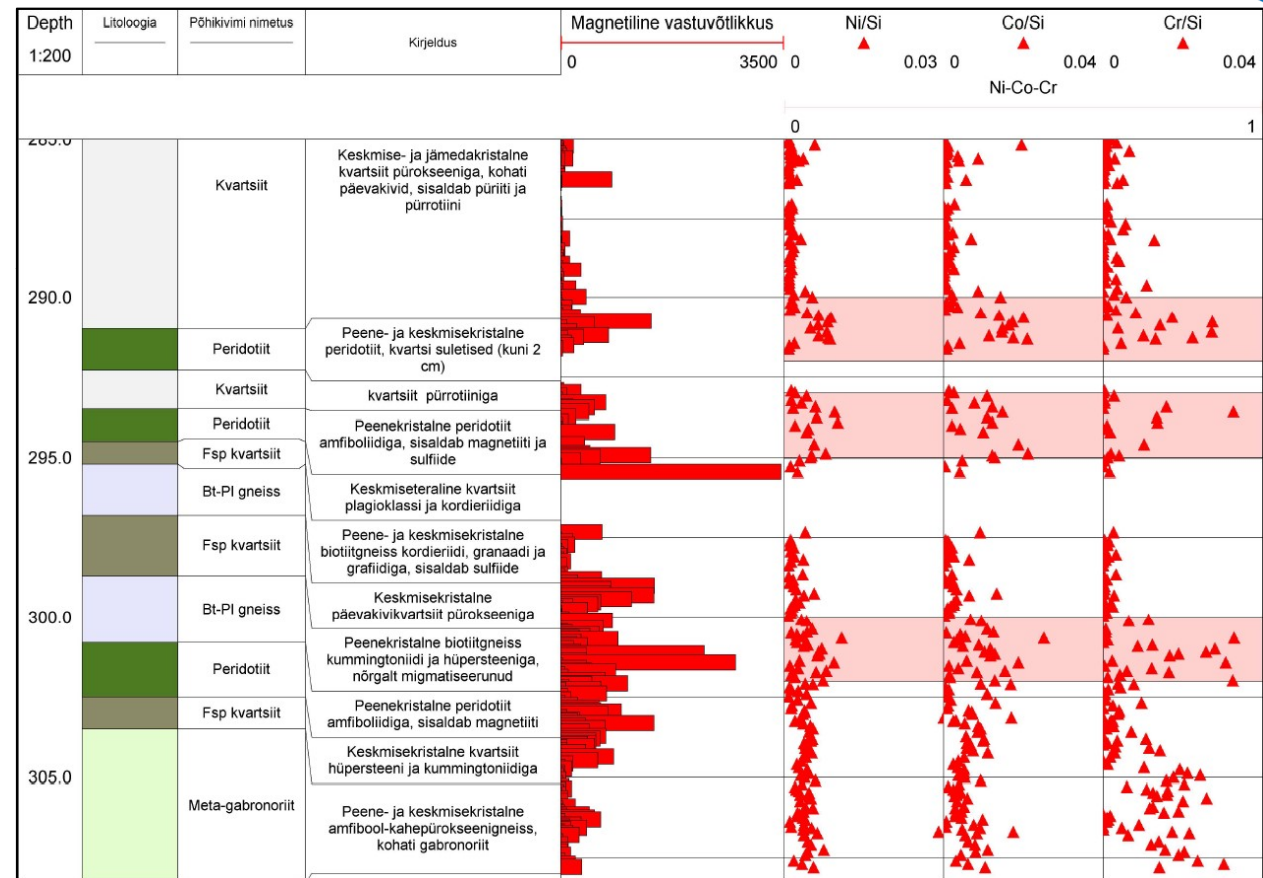 Depth
1:200
Litoloogia
Põhikivimi nimetus
Kirjeldus
Magnetiline vastuvõtlikkus
0 3500
Ni/Si
0 0.03
Co/Si
0 0.04
Cr/Si
0 0.04
Ni-Co-Cr
0 1
285.0
290.0
295.0
300.0
305.0
Kvartsiit
Peridotiit
Kvartsiit
Peridotiit
Fsp kvartsiit
Bt-Pl gneiss
Fsp kvartsiit
Bt-Pl gneiss
Peridotiit
Fsp kvartsiit
Meta-gabronoriit
Keskmise- ja jämedakristalne
kvartsiit pürokseeniga, kohati
päevakivid, sisaldab püriiti ja
pürrotiini
Peene- ja keskmisekristalne
peridotiit, kvartsi suletised (kuni 2
cm)
kvartsiit pürrotiiniga
Peenekristalne peridotiit
amfiboliidiga, sisaldab magnetiiti ja
sulfiide
Keskmiseteraline kvartsiit
plagioklassi ja kordieriidiga
Peene- ja keskmisekristalne
biotiitgneiss kordieriidi, granaadi ja
grafiidiga, sisaldab sulfiide
Keskmisekristalne
päevakivikvartsiit pürokseeniga
Peenekristalne biotiitgneiss
kummingtoniidi ja hüpersteeniga,
nõrgalt migmatiseerunud
Peenekristalne peridotiit
amfiboliidiga, sisaldab magnetiiti
Keskmisekristalne kvartsiit
hüpersteeni ja kummingtoniidiga
Peene- ja keskmisekristalne
amfibool-kahepürokseenigneiss,
kohati gabronoriit